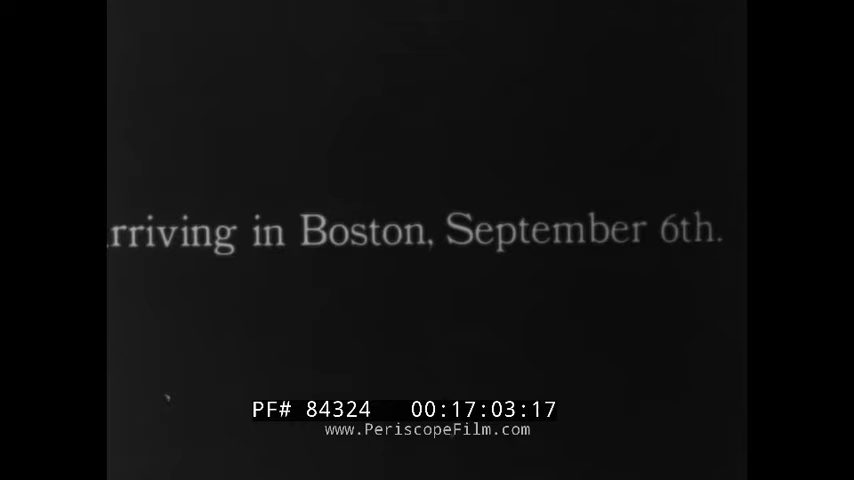 rriving in Boston, September 6th.
PF# 84324 00:17:03:17
www.PeriscopeFilm.com